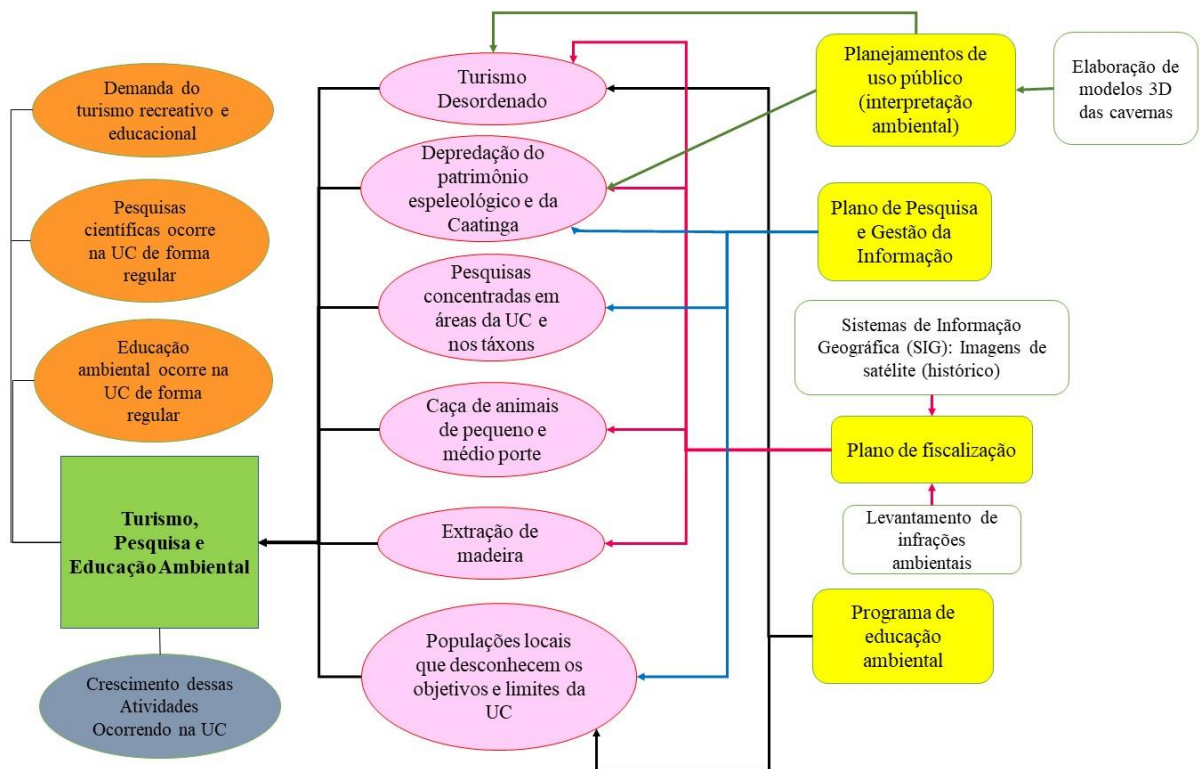 Demanda do
turismo recreativo e
educacional
Pesquisas
científicas ocorre
na UC de forma
regular
Educação
ambiental ocorre na
UC de forma
regular
Turismo,
Pesquisa e
Educação Ambiental
Crescimento dessas
Atividades
Ocorrendo na UC
Turismo
Desordenado
Depredação do
patrimônio
espeleológico e da
Caatinga
Pesquisas
concentradas em
áreas da UC e
nos táxons
Caça de animais
de pequeno e
médio porte
Extração de
madeira
Populações locais
que desconhecem os
objetivos e limites da
UC
Planejamentos de
uso público
(interpretação
ambiental)
Elaboração de
modelos 3D
das cavernas
Plano de Pesquisa
e Gestão da
Informação
Sistemas de Informação
Geográfica (SIG): Imagens de
satélite (histórico)
Plano de fiscalização
Levantamento de
infrações
ambientais
Programa de
educação
ambiental